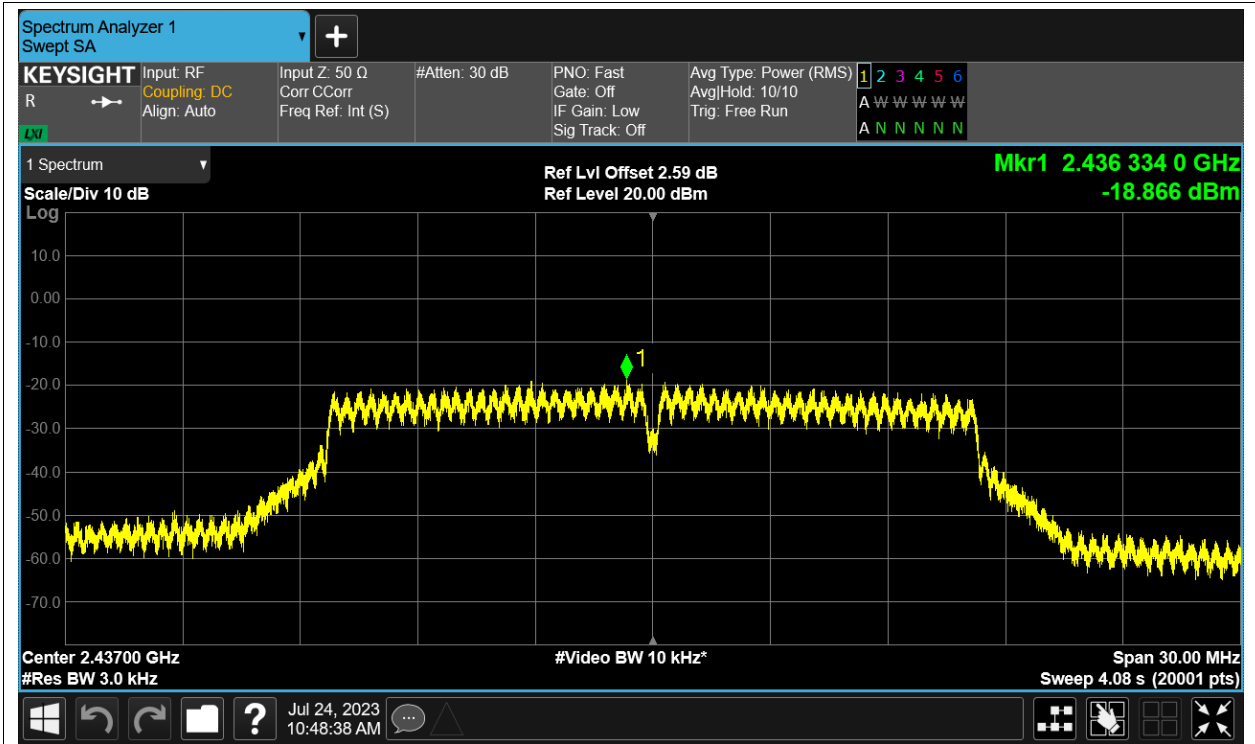 Spectrum Analyzer 1
Swept SA
KEYSIGHT
R
LXI
Input: RF
Coupling: DC
Align: Auto
Input Z: 50 Ω
Corr CCorr
Freq Ref: Int (S)
#Atten: 30 dB
PNO: Fast
Gate: Off
IF Gain: Low
Sig Track: Off
Avg Type: Power (RMS)
Avg|Hold: 10/10
Trig: Free Run
1 2 3 4 5 6
A W W W W W
A N N N N N
1 Spectrum
Scale/Div 10 dB
Log
Ref Lvl Offset 2.59 dB
Ref Level 20.00 dBm
Mkr1 2.436 334 0 GHz
-18.866 dBm
10.0
0.00
-10.0
-20.0
-30.0
-40.0
-50.0
-60.0
-70.0
1
Center 2.43700 GHz
#Res BW 3.0 kHz
#Video BW 10 kHz*
Span 30.00 MHz
Sweep 4.08 s (20001 pts)
?
Jul 24, 2023
10:48:38 AM